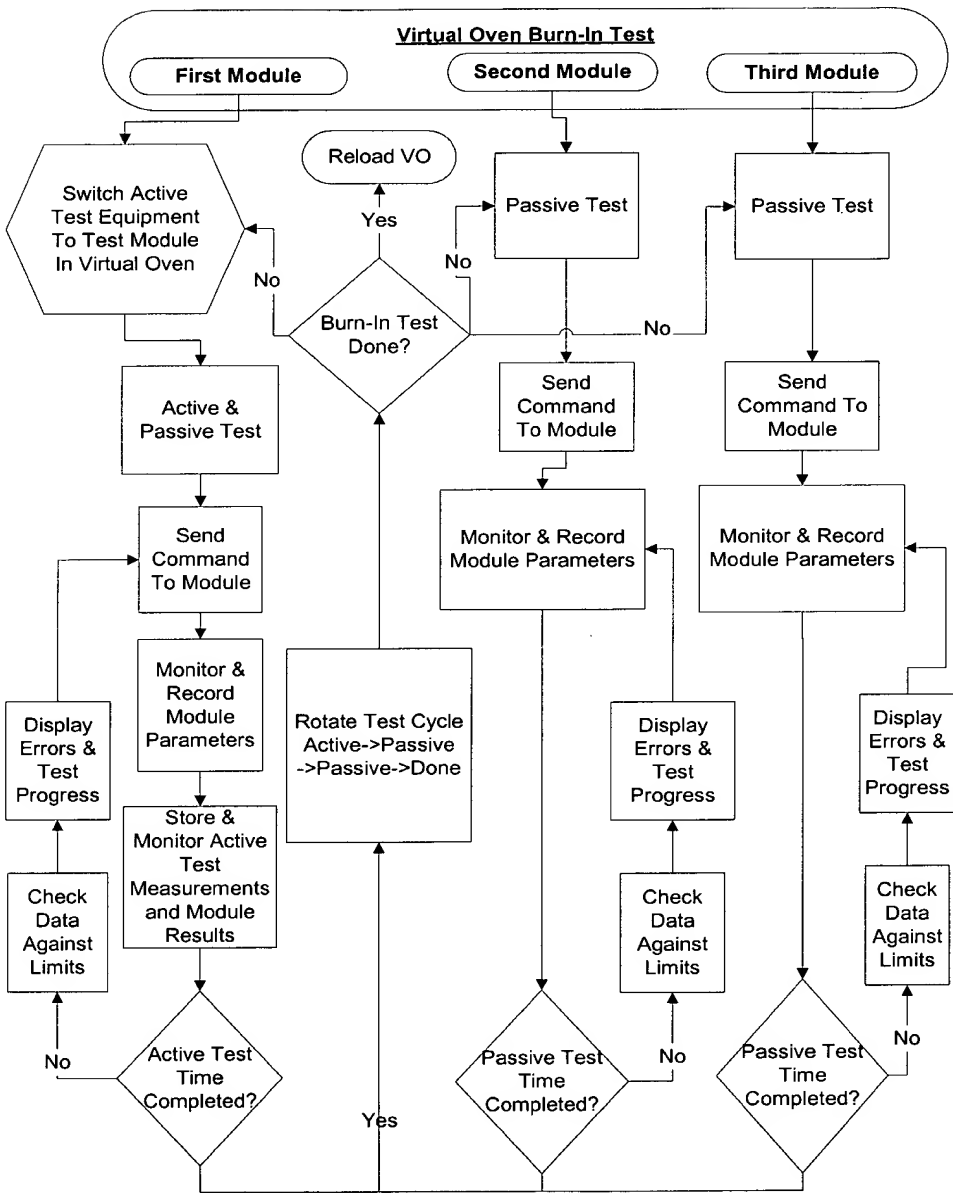 Virtual Oven Burn-In Test
First Module
Second Module
Third Module
Reload VO
Switch Active
Test Equipment
To Test Module
In Virtual Oven
Yes
Passive Test
Passive Test
No
No
No
Burn-In Test
Done?
Active &
Passive Test
Send
Command
To Module
Send
Command To
Module
Send
Command
To Module
Monitor & Record
Module Parameters
Monitor & Record
Module Parameters
Monitor &
Record
Module
Parameters
Rotate Test Cycle
Active->Passive
->Passive->Done
Display
Errors &
Test
Progress
Display
Errors &
Test
Progress
Display
Errors &
Test
Progress
Store &
Monitor Active
Test
Measurements
and Module
Results
Check
Data
Against
Limits
Check
Data
Against
Limits
Check
Data
Against
Limits
No
Active Test
Time
Completed?
Yes
Passive Test
Time
Completed?
No
Passive Test
Time
Completed?
No